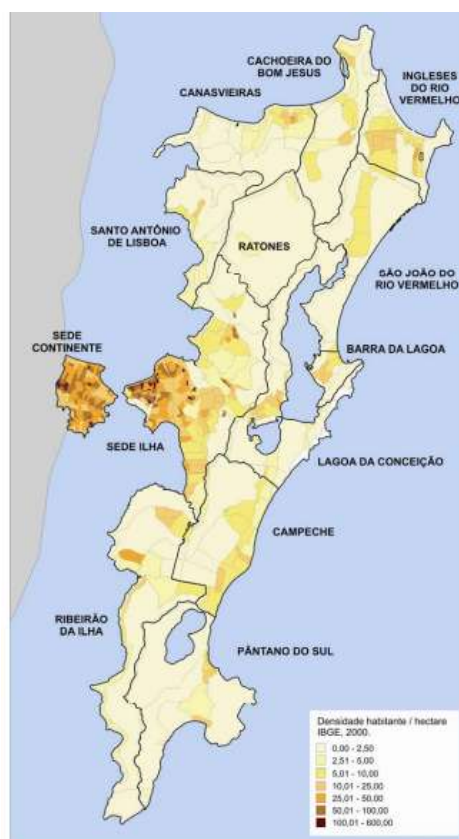 CACHOEIRA DO
BOM JESUS
INGLESES
DO RIO
VERMELHO
CANASVIEIRAS
SANTO ANTÔNIO
DE LISBOA
RATONES
SÃO JOÃO DO
RIO VERMELHO
SEDE
CONTINENTE
BARRA DA LAGOA
SEDE ILHA
LAGOA DA CONCEIÇÃO
CAMPECHE
RIBEIRÃO
DA ILHA
PÂNTANO DO SUL
Densidade habitante / hectare
IBGE, 2000.
0,00 - 2,50
2,51 - 5,00
5,01 - 10,00
10,01 - 25,00
25,01 - 50,00
50,01 - 100,00
100,01 - 600,00